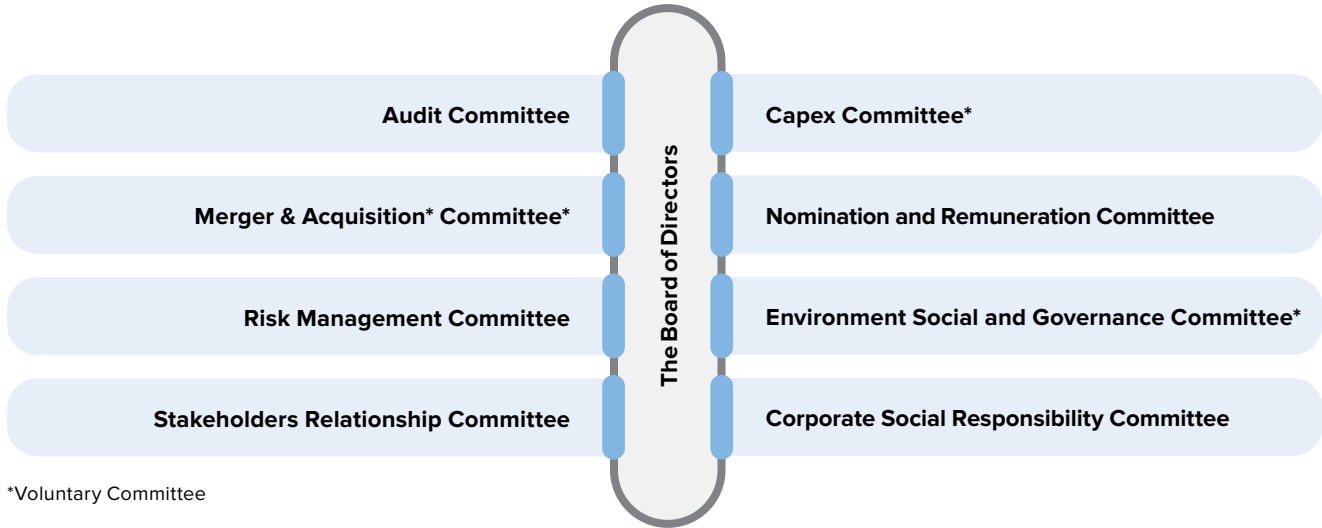 Audit Committee
Merger & Acquisition* Committee*
Risk Management Committee
Stakeholders Relationship Committee
The Board of Directors
Capex Committee*
Nomination and Remuneration Committee
Environment Social and Governance Committee*
Corporate Social Responsibility Committee
*Voluntary Committee